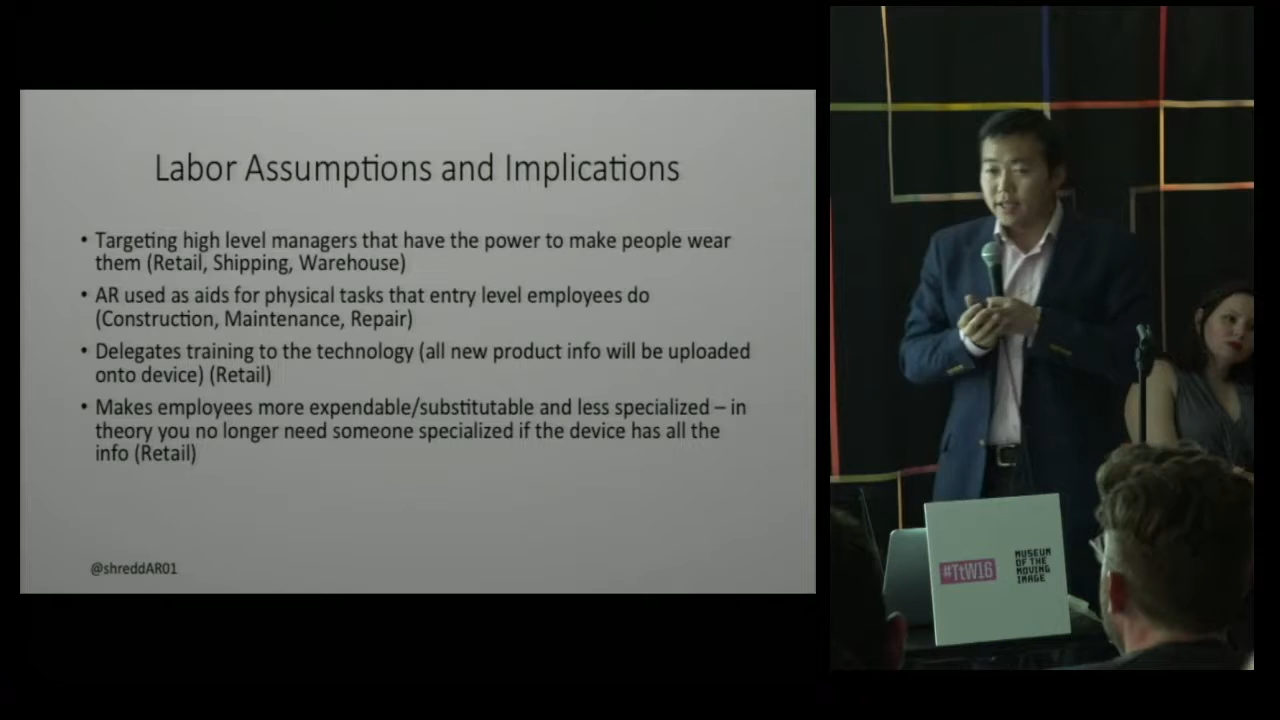 Labor Assumptions and Implications
• Targeting high level managers that have the power to make people wear
them (Retail, Shipping, Warehouse)
• AR used as aids for physical tasks that entry level employees do
(Construction, Maintenance, Repair)
• Delegates training to the technology (all new product info will be uploaded
onto device) (Retail)
• Makes employees more expendable/substitutable and less specialized – in
theory you no longer need someone specialized if the device has all the
info (Retail)
@shreddAR01
#TtW16
MUSEUM
OF THE
MOVING
IMAGE